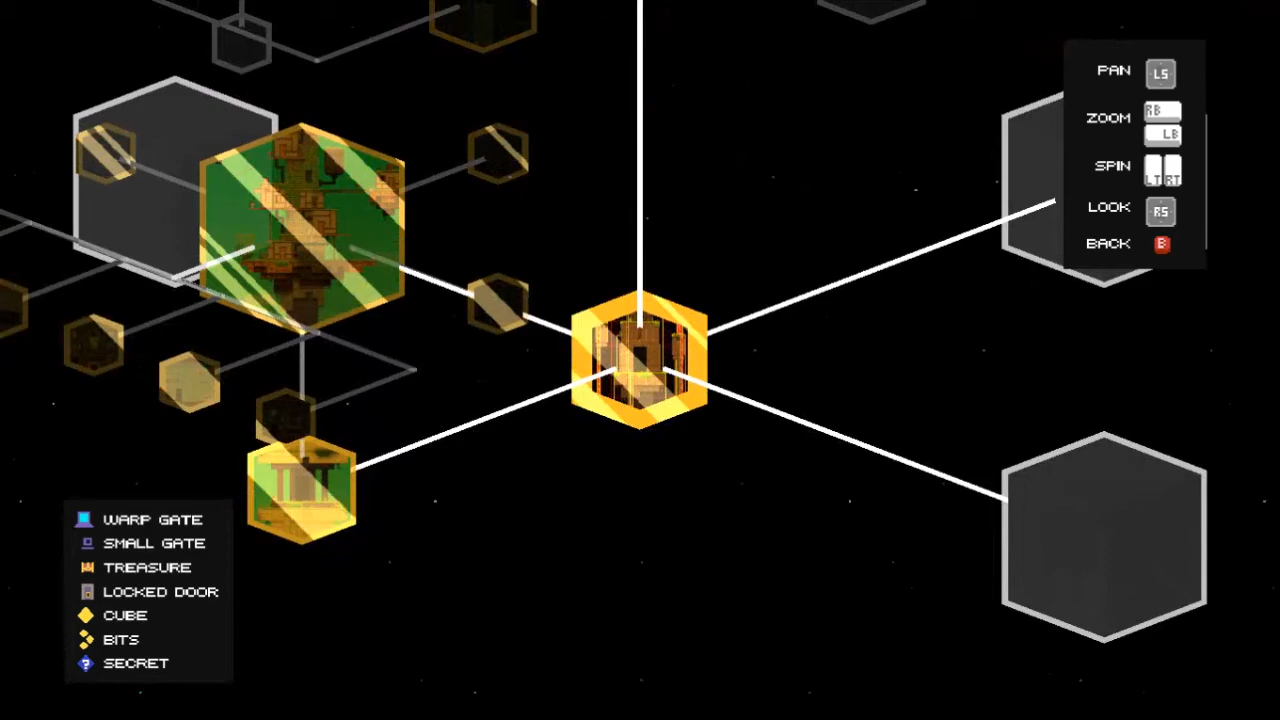 PAN LS
ZOOM RB LB
SPIN LT RT
LOOK RS
BACK B
WARP GATE
SMALL GATE
TREASURE
LOCKED DOOR
CUBE
BITS
? SECRET